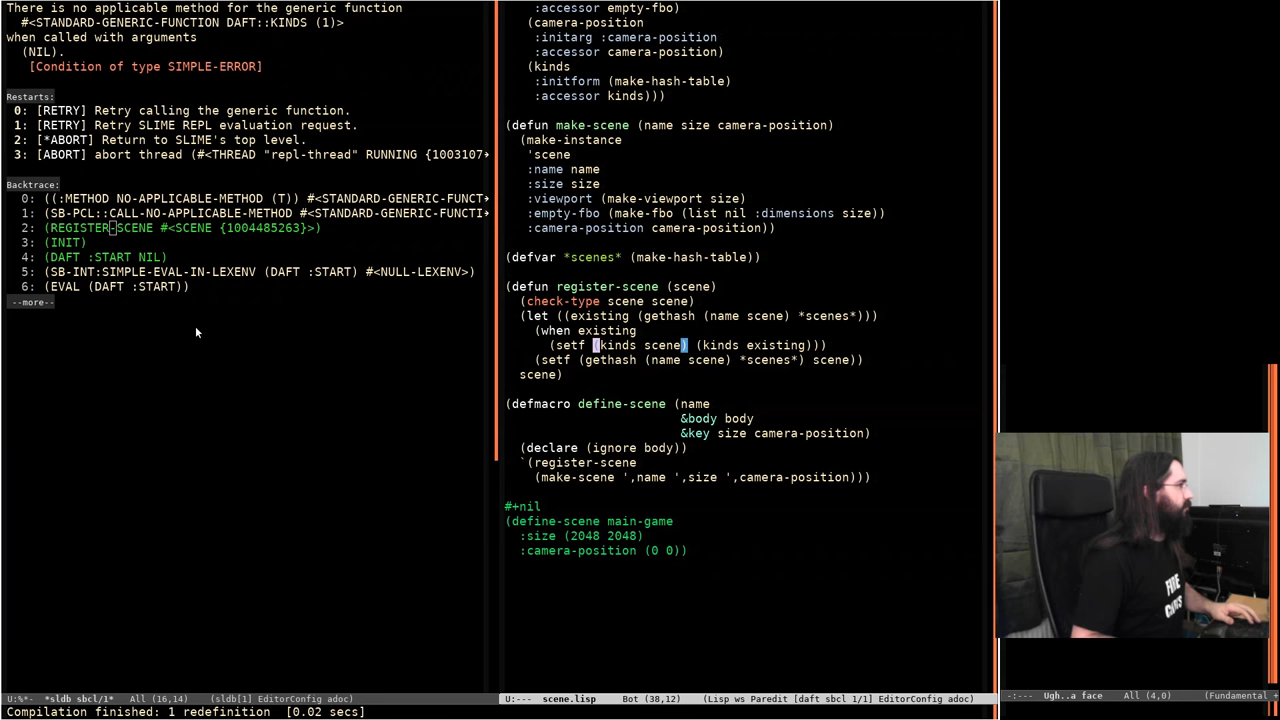 There is no applicable method for the generic function
#<STANDARD-GENERIC-FUNCTION DAFT::KINDS (1)>
when called with arguments
(NIL).
[Condition of type SIMPLE-ERROR]
Restarts:
0: [RETRY] Retry calling the generic function.
1: [RETRY] Retry SLIME REPL evaluation request.
2: [*ABORT] Return to SLIME's top level.
3: [ABORT] abort thread (#<THREAD "repl-thread" RUNNING {1003107
Backtrace:
0: ((:METHOD NO-APPLICABLE-METHOD (T)) #<STANDARD-GENERIC-FUNCT
1: (SB-PCL::CALL-NO-APPLICABLE-METHOD #<STANDARD-GENERIC-FUNCTI
2: (REGISTER-SCENE #<SCENE {1004485263}>)
3: (INIT)
4: (DAFT :START NIL)
5: (SB-INT:SIMPLE-EVAL-IN-LEXENV (DAFT :START) #<NULL-LEXENV>)
6: (EVAL (DAFT :START))
--more--
U:%*- *sldb sbcl/1* All (16,14) (sldb[1] EditorConfig adoc)
Compilation finished: 1 redefinition [0.02 secs]
:accessor empty-fbo)
(camera-position
:initarg :camera-position
:accessor camera-position)
(kinds
:initform (make-hash-table)
:accessor kinds)))
(defun make-scene (name size camera-position)
(make-instance
'scene
:name name
:size size
:viewport (make-viewport size)
:empty-fbo (make-fbo (list nil :dimensions size))
:camera-position camera-position))
(defvar *scenes* (make-hash-table))
(defun register-scene (scene)
(check-type scene scene)
(let ((existing (gethash (name scene) *scenes*)))
(when existing
(setf (kinds scene) (kinds existing)))
(setf (gethash (name scene) *scenes*) scene))
scene)
(defmacro define-scene (name
&body body
&key size camera-position)
(declare (ignore body))
`(register-scene
(make-scene ',name ',size ',camera-position)))
#+nil
(define-scene main-game
:size (2048 2048)
:camera-position (0 0))
U:--- scene.lisp Bot (38,12) (Lisp ws Paredit [daft sbcl 1/1] EditorConfig adoc)
-:--- Ugh..a face All (4,0) (Fundamental +